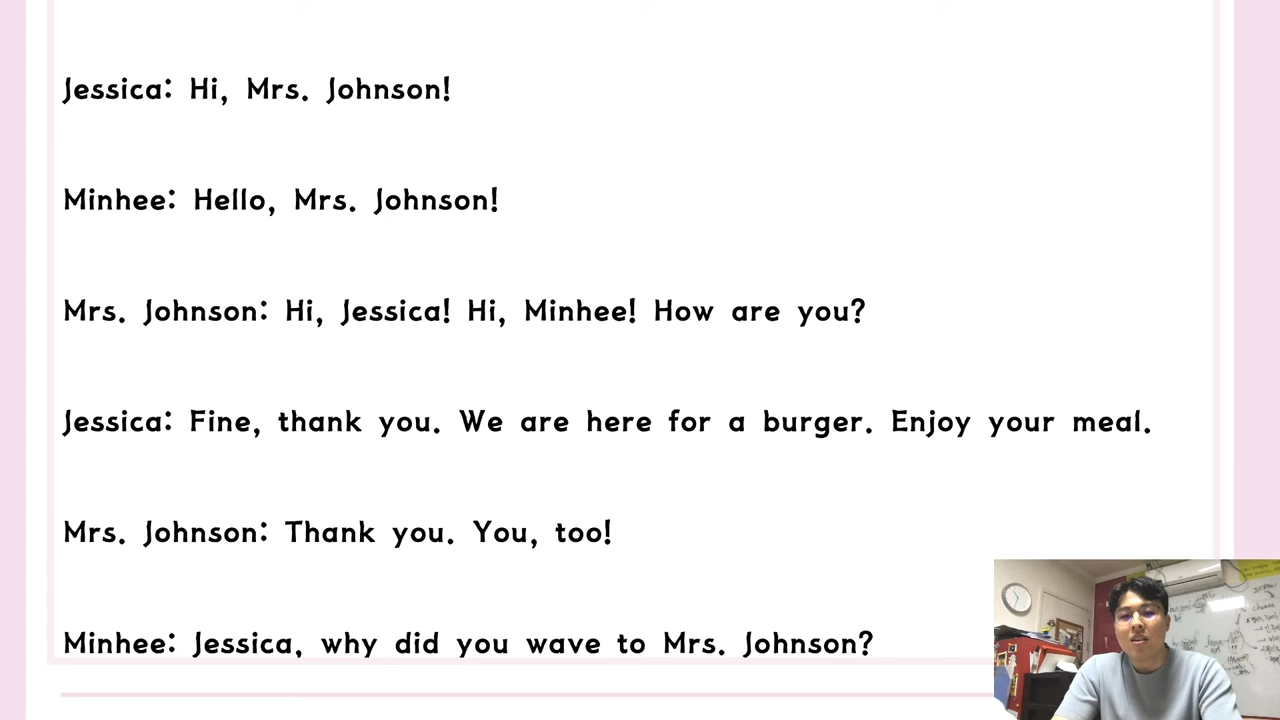 Jessica: Hi, Mrs. Johnson!
Minhee: Hello, Mrs. Johnson!
Mrs. Johnson: Hi, Jessica! Hi, Minhee! How are you?
Jessica: Fine, thank you. We are here for a burger. Enjoy your meal.
Mrs. Johnson: Thank you. You, too!
Minhee: Jessica, why did you wave to Mrs. Johnson?